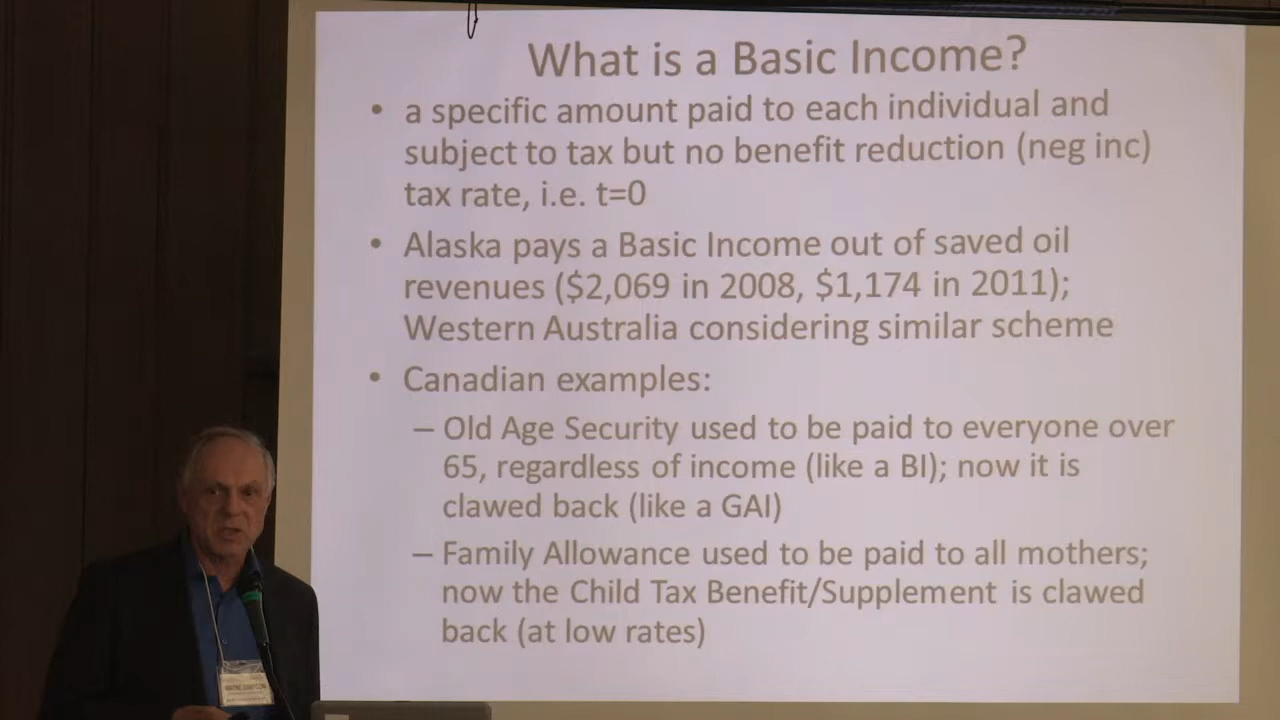 What is a Basic Income?
• a specific amount paid to each individual and
subject to tax but no benefit reduction (neg inc)
tax rate, i.e. t=0
• Alaska pays a Basic Income out of saved oil
revenues ($2,069 in 2008, $1,174 in 2011);
Western Australia considering similar scheme
• Canadian examples:
– Old Age Security used to be paid to everyone over
65, regardless of income (like a BI); now it is
clawed back (like a GAI)
– Family Allowance used to be paid to all mothers;
now the Child Tax Benefit/Supplement is clawed
back (at low rates)